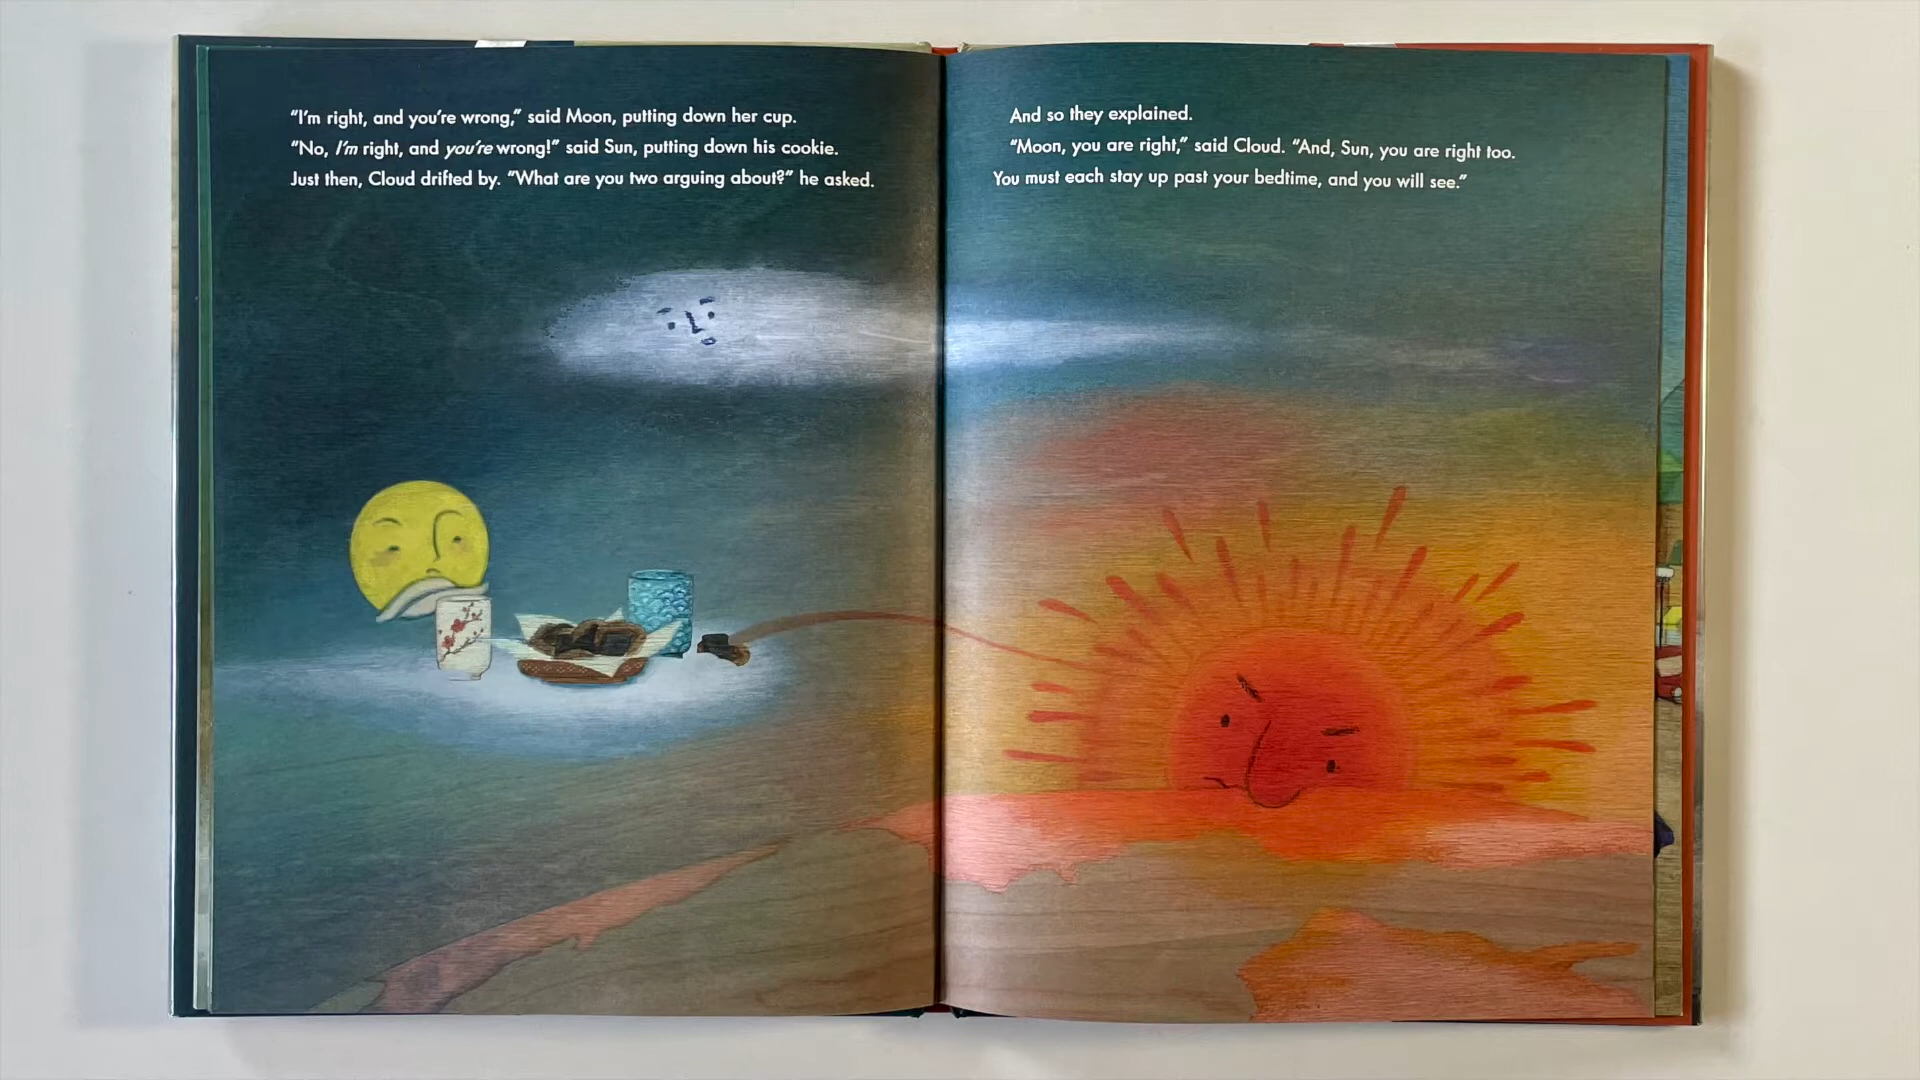 "I'm right, and you're wrong," said Moon, putting down her cup.
"No, I'm right, and you're wrong!" said Sun, putting down his cookie.
Just then, Cloud drifted by. "What are you two arguing about?" he asked.
And so they explained.
"Moon, you are right," said Cloud. "And, Sun, you are right too.
You must each stay up past your bedtime, and you will see."